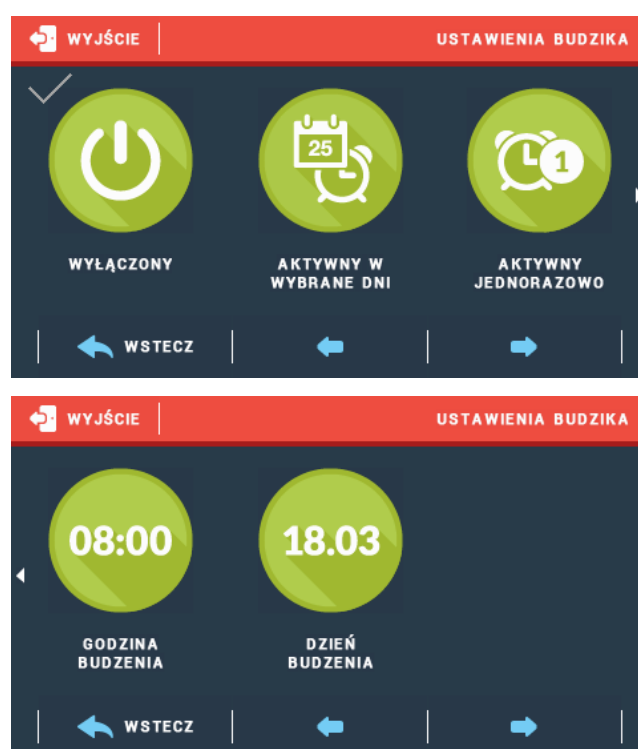 WYJŚCIE
USTAWIENIA BUDZIKA
25
1
WYŁĄCZONY
AKTYWNY W
WYBRANE DNI
AKTYWNY
JEDNORAZOWO
WSTECZ
WYJŚCIE
USTAWIENIA BUDZIKA
08:00
18.03
GODZINA
BUDZENIA
DZIEŃ
BUDZENIA
WSTECZ